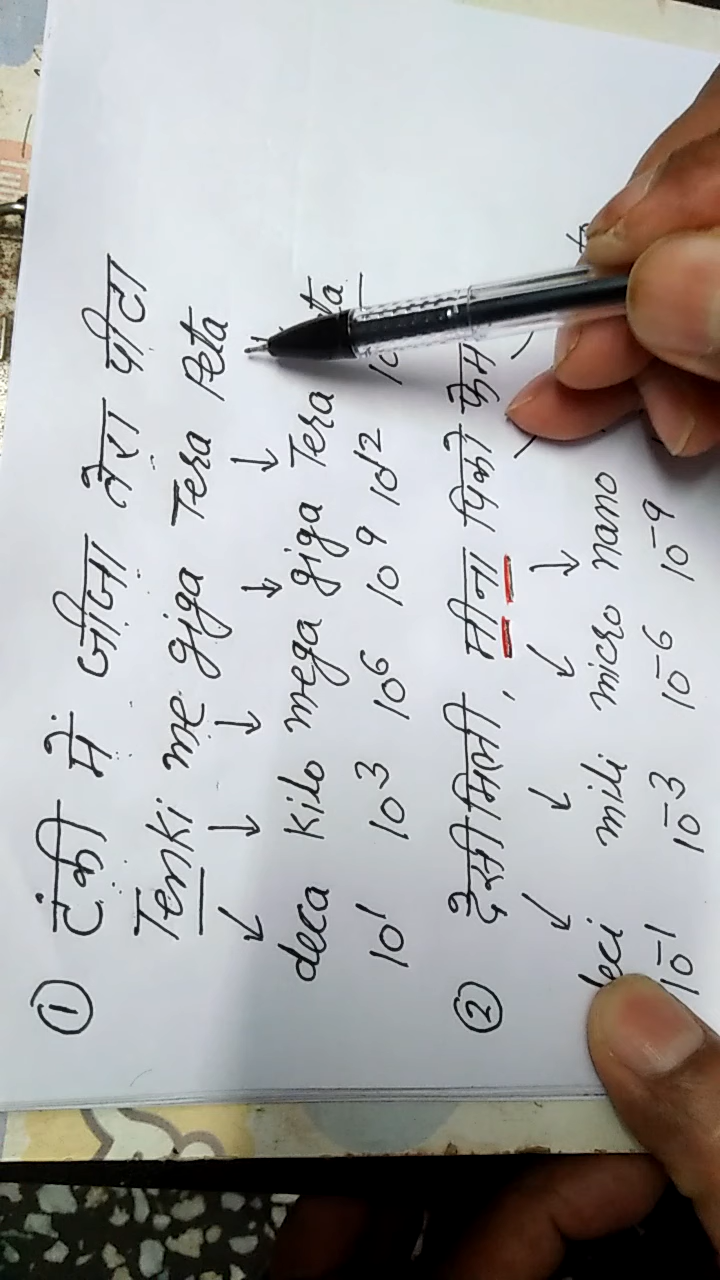 ① टंकी में जीजा तेरा पीटा
Tenki me giga Tera Peta
deca kilo mega giga Tera
10¹ 10³ 10⁶ 10⁹ 10¹²
② देसी मिली, मीना पिको फेम
mili micro nano
10⁻¹ 10⁻³ 10⁻⁶ 10⁻⁹